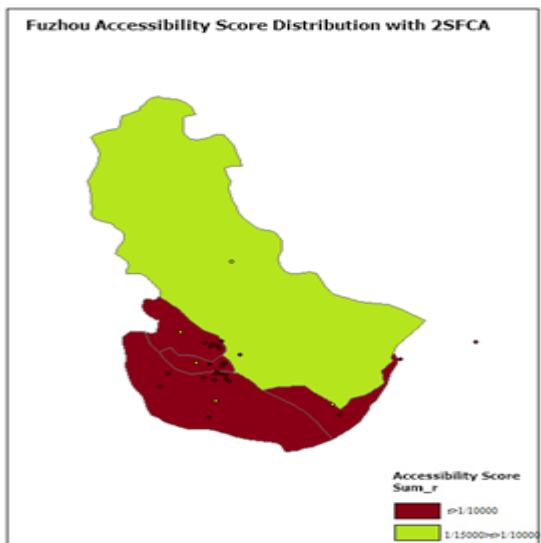 Fuzhou Accessibility Score Distribution with 2SFCA
Accessibility Score
Sum_r
r>1/10000
1/15000>r>1/10000